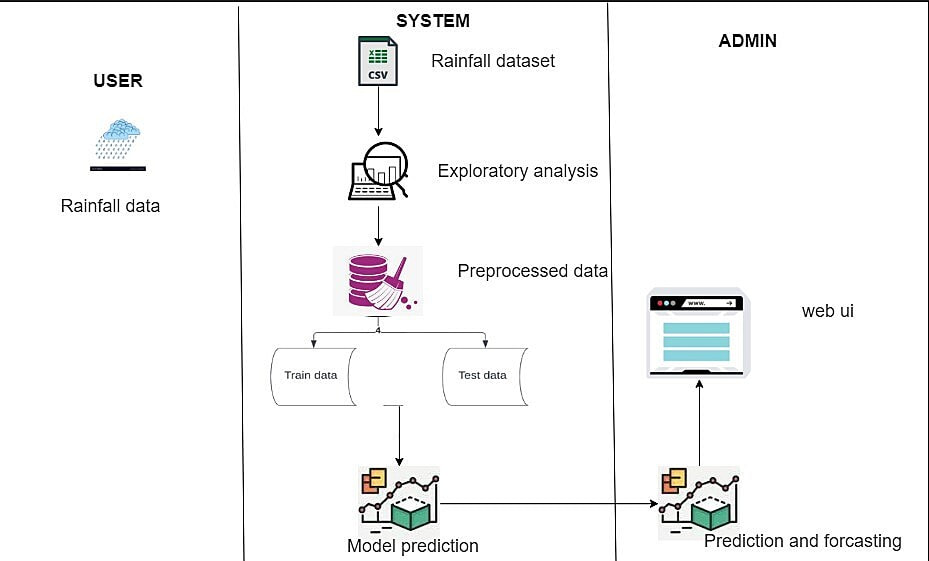 USER
Rainfall data
SYSTEM
CSV
Rainfall dataset
Exploratory analysis
Preprocessed data
4
Train data
Test data
Model prediction
ADMIN
www.
web ui
Prediction and forcasting